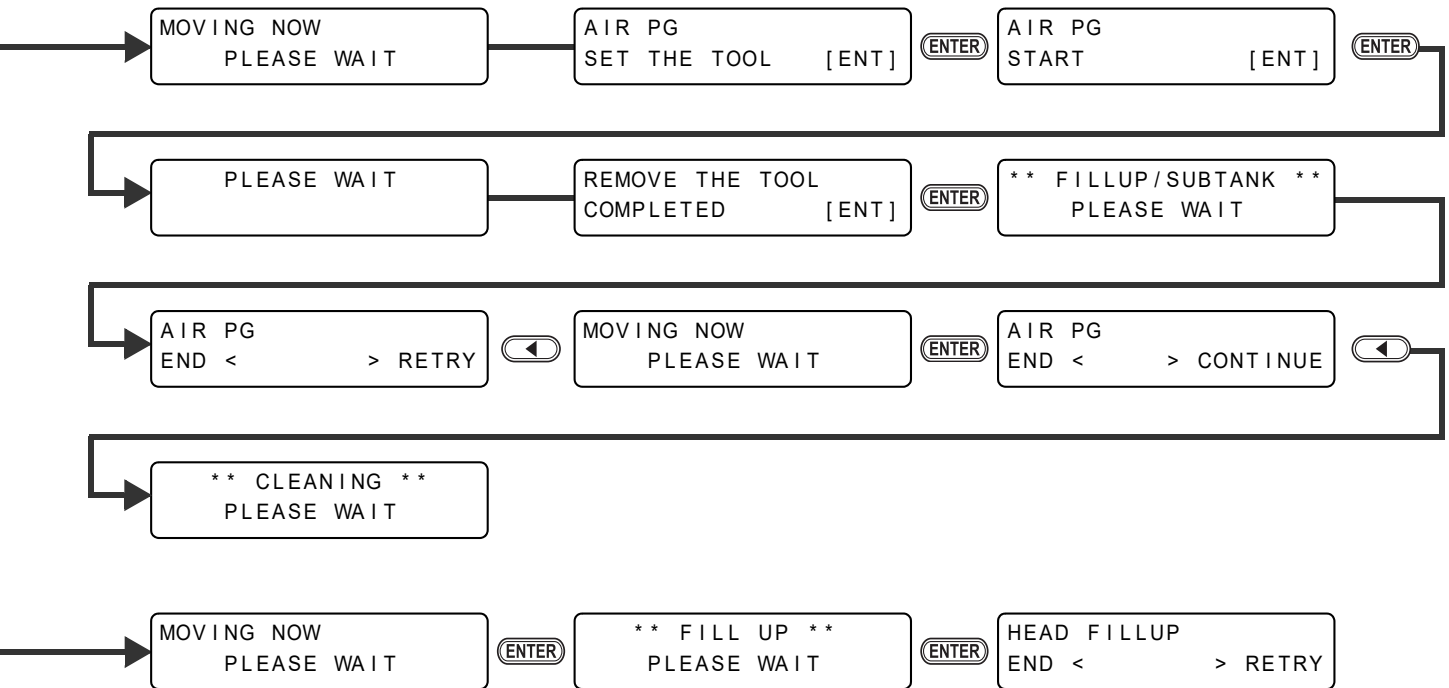 MOVING NOW
PLEASE WAIT
AIR PG
SET THE TOOL [ENT]
ENTER
AIR PG
START [ENT]
ENTER
PLEASE WAIT
REMOVE THE TOOL
COMPLETED [ENT]
ENTER
** FILLUP/SUBTANK **
PLEASE WAIT
AIR PG
END < > RETRY
MOVING NOW
PLEASE WAIT
ENTER
AIR PG
END < > CONTINUE
** CLEANING **
PLEASE WAIT
MOVING NOW
PLEASE WAIT
ENTER
** FILL UP **
PLEASE WAIT
ENTER
HEAD FILLUP
END < > RETRY